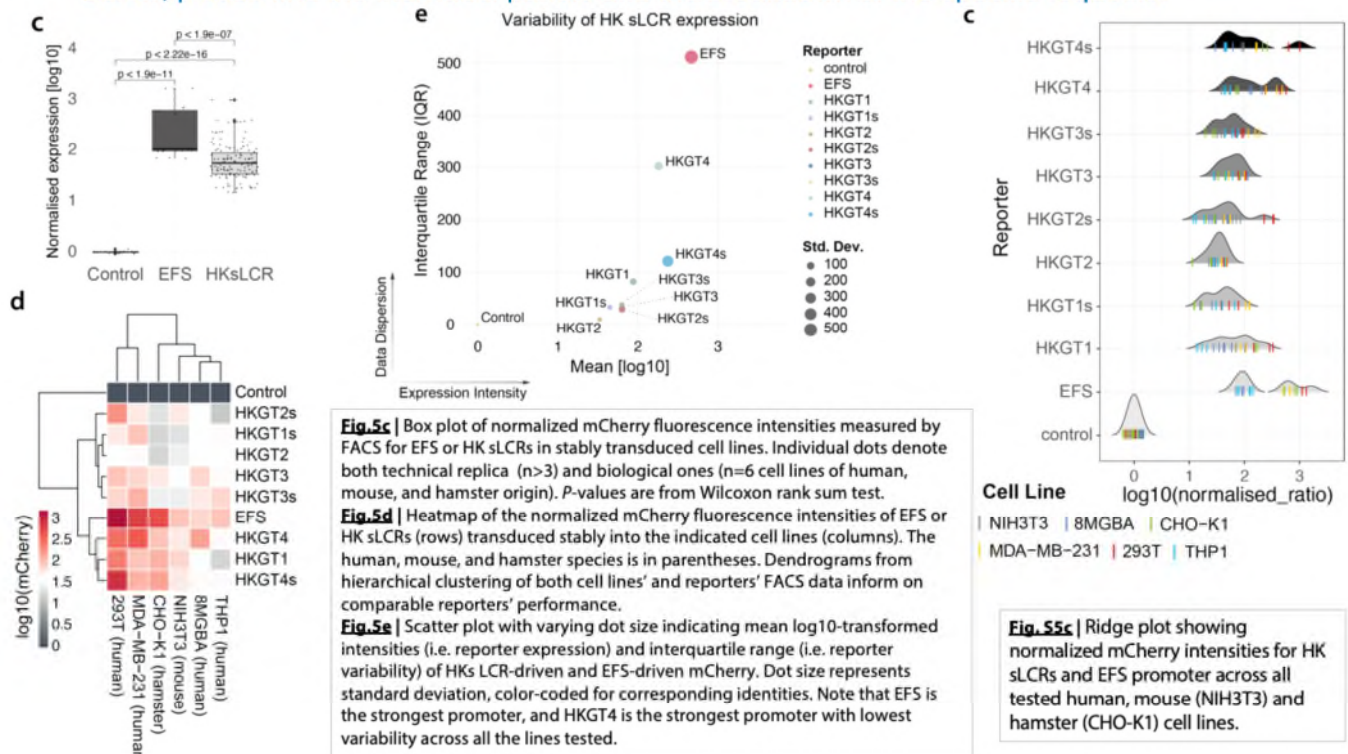 c
Normalised expression [log10]
4
3
2
1
0
p < 1.9e-07
p < 2.22e-16
p < 1.9e-11
Control EFS HKsLCR
e
Variability of HK sLCR expression
Interquartile Range (IQR)
500
400
300
200
100
0
EFS
HKGT4
HKGT4s
HKGT1
HKGT3s
HKGT1s
HKGT3
HKGT2s
HKGT2
Control
0 1 2 3
Mean [log10]
Data Dispersion
Expression Intensity
Reporter
control
EFS
HKGT1
HKGT1s
HKGT2
HKGT2s
HKGT3
HKGT3s
HKGT4
HKGT4s
Std. Dev.
100
200
300
400
500
c
Reporter
HKGT4s
HKGT4
HKGT3s
HKGT3
HKGT2s
HKGT2
HKGT1s
HKGT1
EFS
control
0 1 2 3
log10(normalised_ratio)
Cell Line
NIH3T3 8MGBA CHO-K1
MDA-MB-231 293T THP1
d
Control
HKGT2s
HKGT1s
HKGT2
HKGT3
HKGT3s
EFS
HKGT4
HKGT1
HKGT4s
log10(mCherry)
3
2.5
2
1.5
1
0.5
0
293T (human)
MDA-MB-231 (human
CHO-K1 (hamster)
NIH3T3 (mouse)
8MGBA (human)
THP1 (human)
Fig.5c | Box plot of normalized mCherry fluorescence intensities measured by
FACS for EFS or HK sLCRs in stably transduced cell lines. Individual dots denote
both technical replica (n>3) and biological ones (n=6 cell lines of human,
mouse, and hamster origin). P-values are from Wilcoxon rank sum test.
Fig.5d | Heatmap of the normalized mCherry fluorescence intensities of EFS or
HK sLCRs (rows) transduced stably into the indicated cell lines (columns). The
human, mouse, and hamster species is in parentheses. Dendrograms from
hierarchical clustering of both cell lines' and reporters' FACS data inform on
comparable reporters' performance.
Fig.5e | Scatter plot with varying dot size indicating mean log10-transformed
intensities (i.e. reporter expression) and interquartile range (i.e. reporter
variability) of HKs LCR-driven and EFS-driven mCherry. Dot size represents
standard deviation, color-coded for corresponding identities. Note that EFS is
the strongest promoter, and HKGT4 is the strongest promoter with lowest
variability across all the lines tested.
Fig. S5c | Ridge plot showing
normalized mCherry intensities for HK
sLCRs and EFS promoter across all
tested human, mouse (NIH3T3) and
hamster (CHO-K1) cell lines.